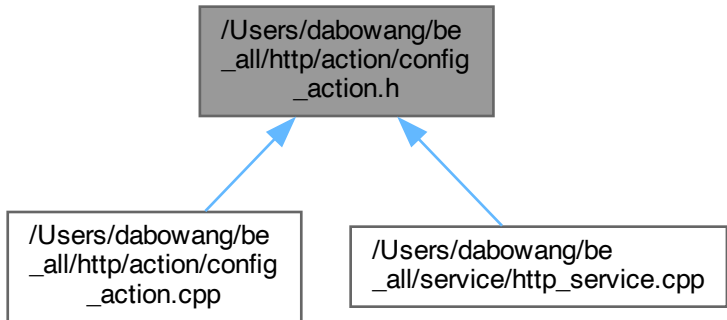 /Users/dabowang/be
_all/http/action/config
_action.h
/Users/dabowang/be
_all/http/action/config
_action.cpp
/Users/dabowang/be
_all/service/http_service.cpp